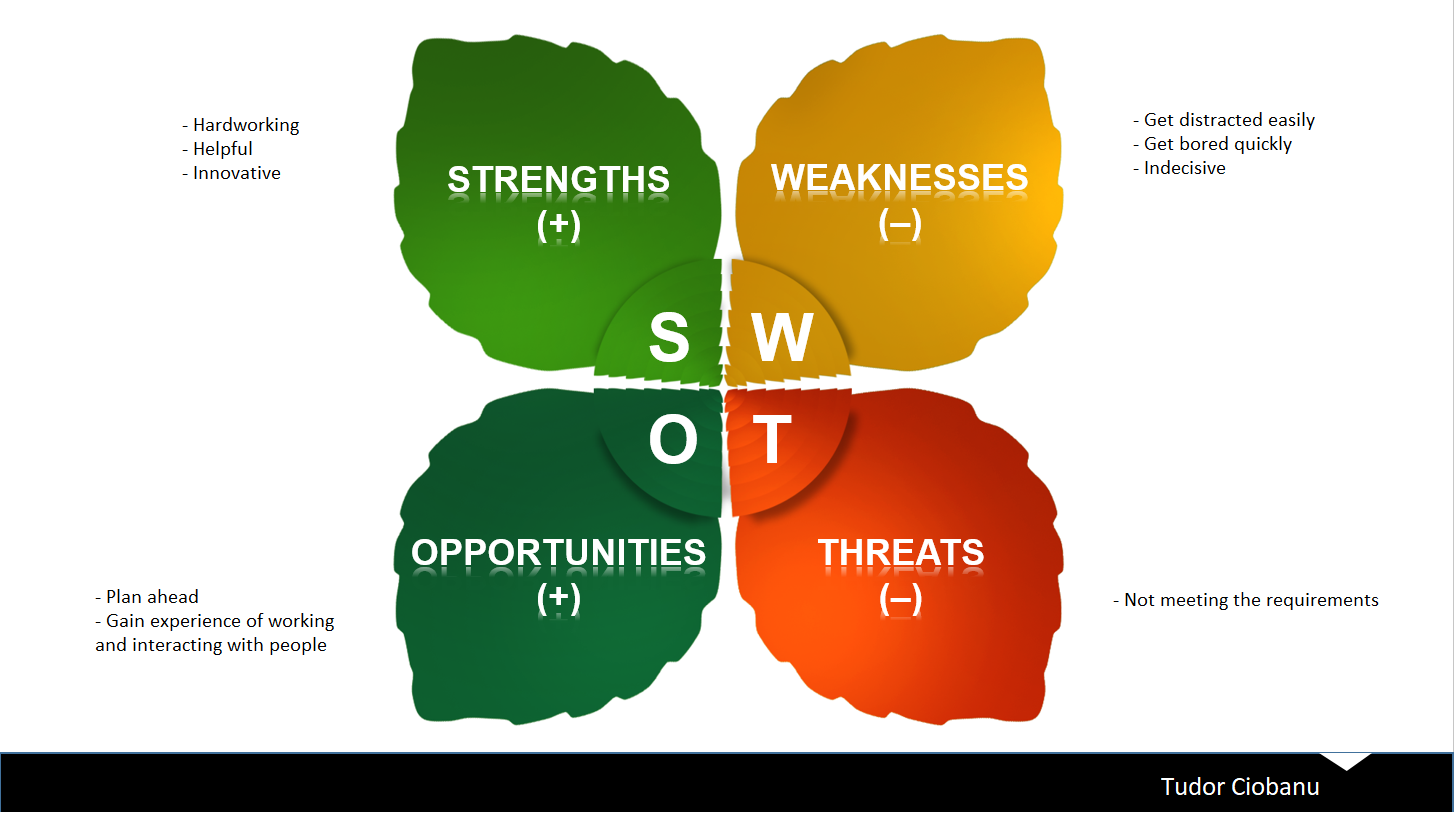 - Hardworking
- Helpful
- Innovative
STRENGTHS
(+)
WEAKNESSES
(–)
- Get distracted easily
- Get bored quickly
- Indecisive
S
W
O
T
- Plan ahead
- Gain experience of working
and interacting with people
OPPORTUNITIES
(+)
THREATS
(–)
- Not meeting the requirements
Tudor Ciobanu